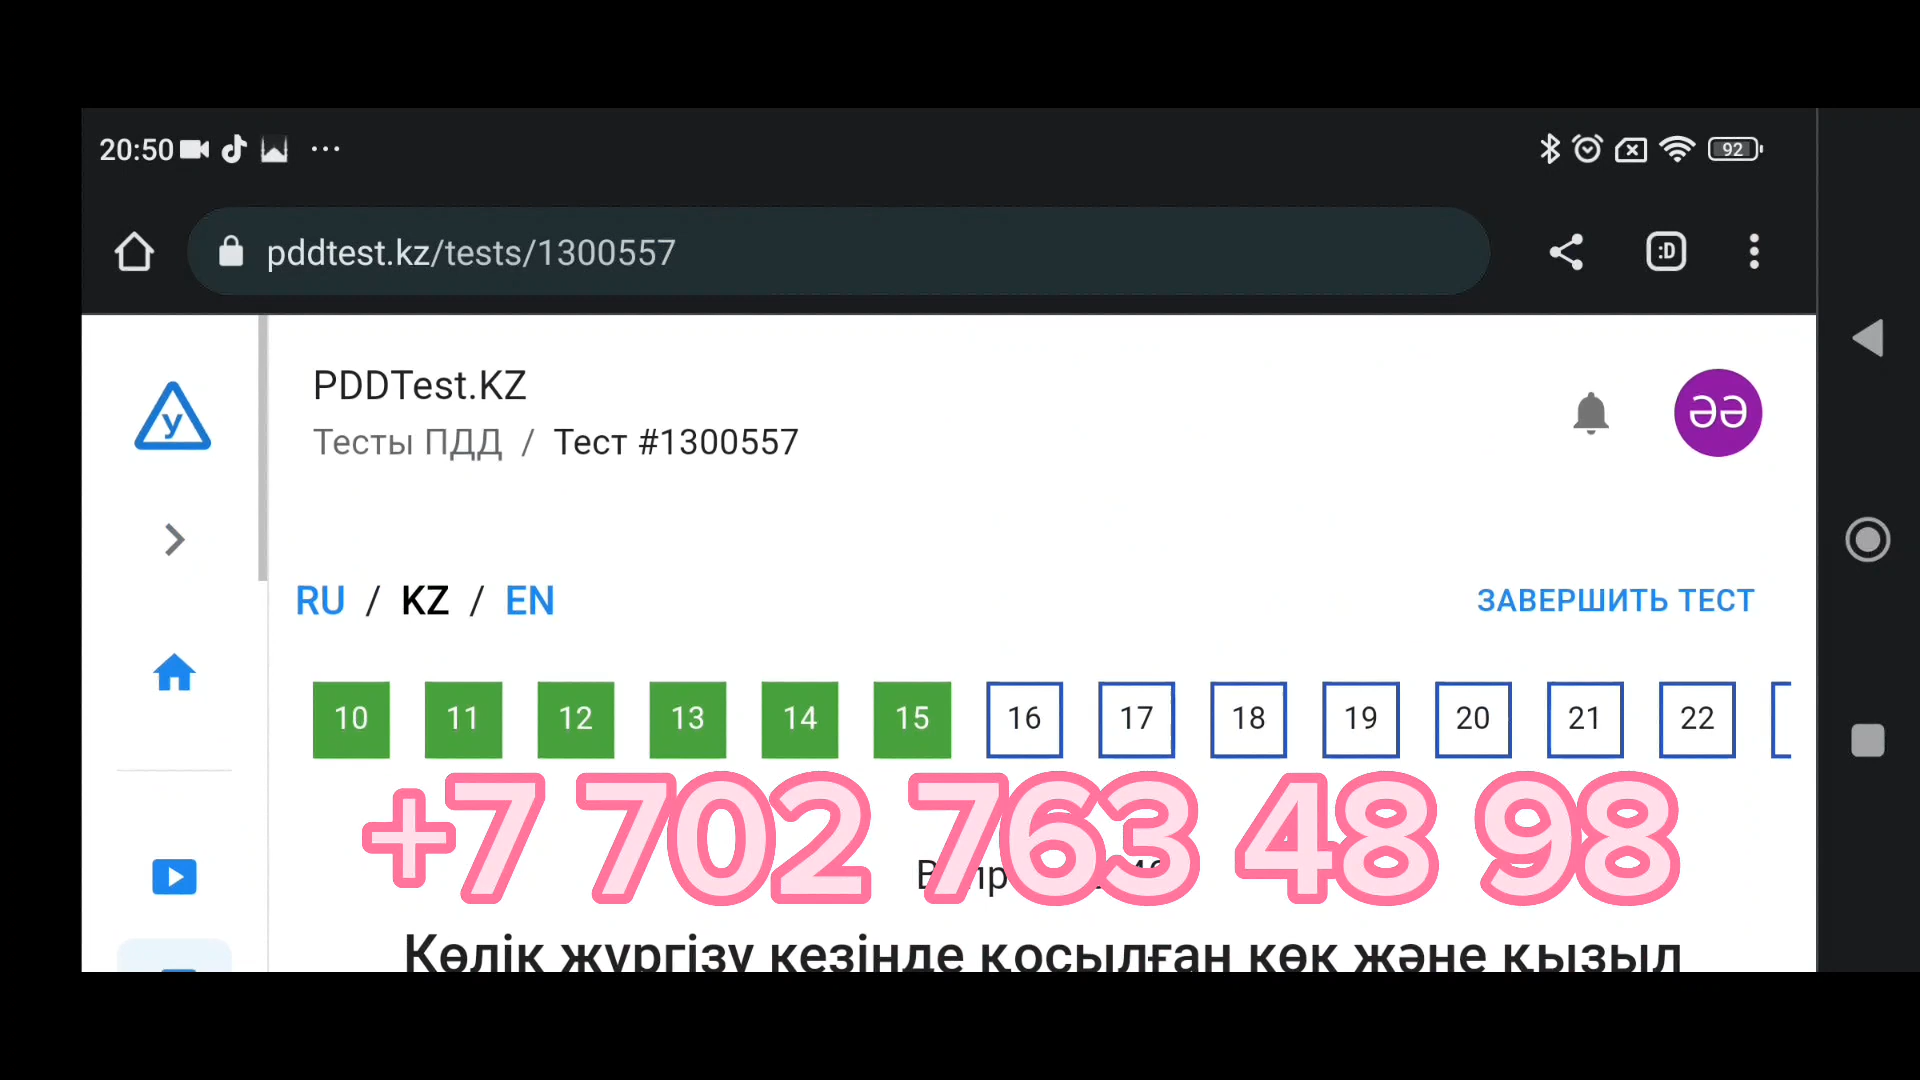 20:50
92
pddtest.kz/tests/1300557
:D
У
PDDTest.KZ
Тесты ПДД / Тест #1300557
әә
RU / KZ / EN
ЗАВЕРШИТЬ ТЕСТ
10 11 12 13 14 15 16 17 18 19 20 21 22
+7 702 763 48 98
Көлік жүргізу кезінде қосылған көк және қызыл